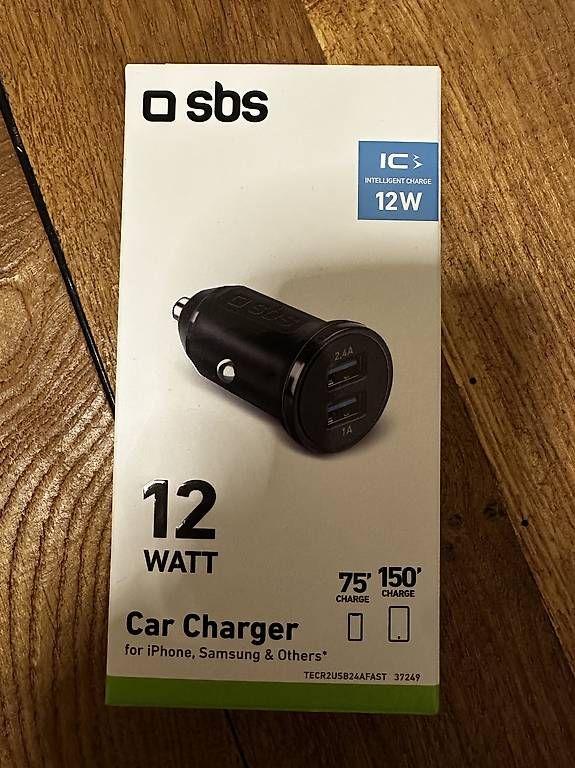 sbs
IC
INTELLIGENT CHARGE
12W
sbs
2.4A
1A
12
WATT
75' 150'
CHARGE CHARGE
Car Charger
for iPhone, Samsung & Others*
TECR2USB24AFAST 37249